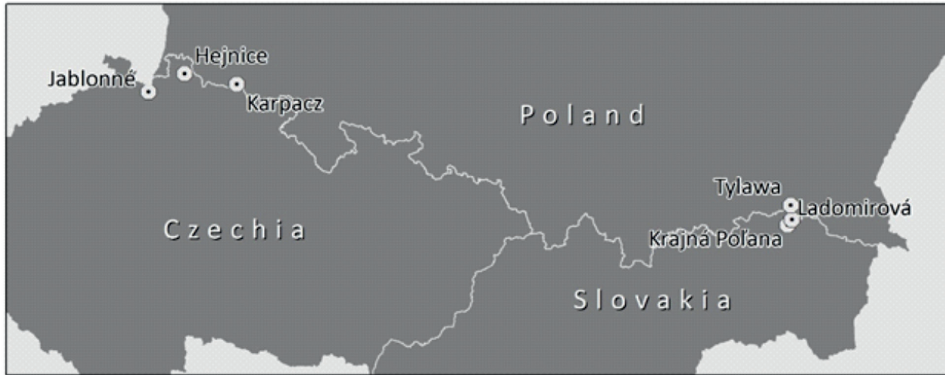 Hejnice
Jablonné
Karpacz
Poland
Tylawa
Ladomirová
Czechia
Krajná Poľana
Slovakia